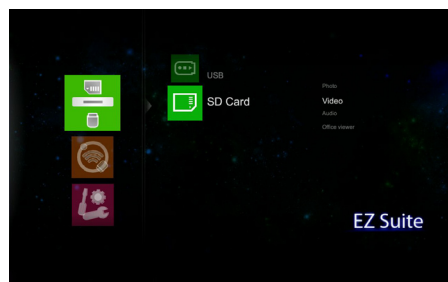 USB
SD Card
Photo
Video
Audio
Office viewer
EZ Suite